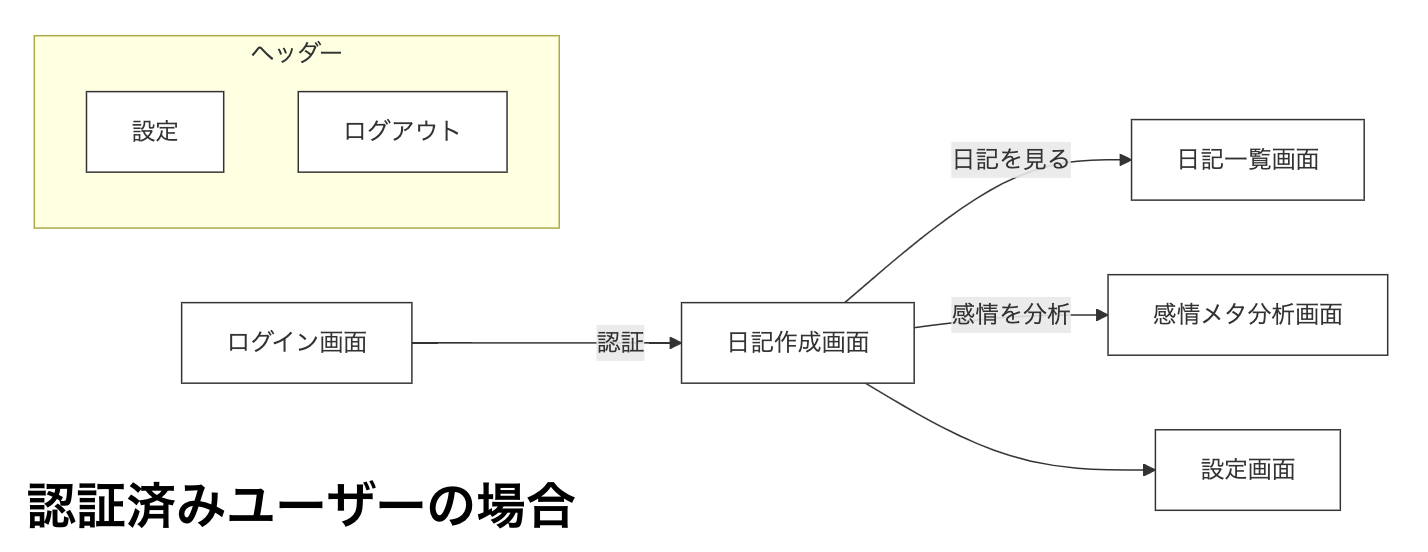 ヘッダー
設定
ログアウト
日記を見る
日記一覧画面
ログイン画面
認証
日記作成画面
感情を分析
感情メタ分析画面
設定画面
認証済みユーザーの場合